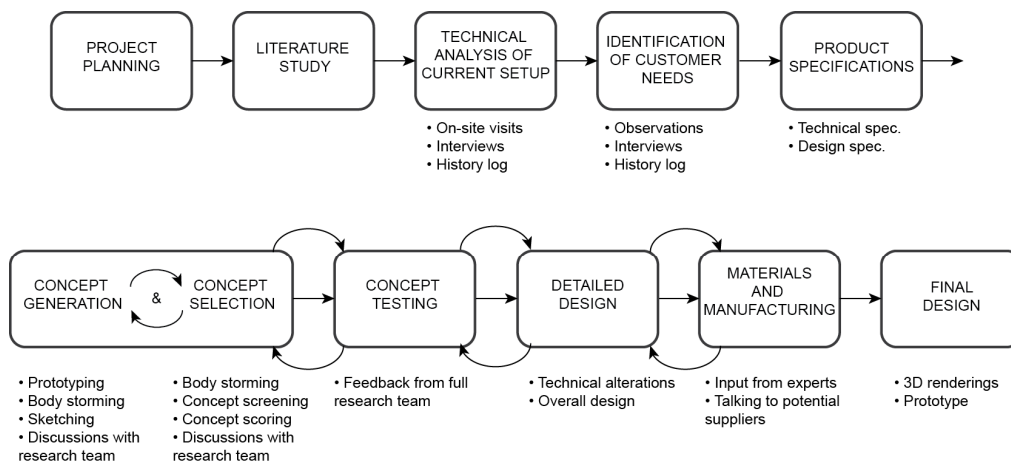 PROJECT
PLANNING
LITERATURE
STUDY
TECHNICAL
ANALYSIS OF
CURRENT SETUP
IDENTIFICATION
OF CUSTOMER
NEEDS
PRODUCT
SPECIFICATIONS
• On-site visits
• Interviews
• History log
• Observations
• Interviews
• History log
• Technical spec.
• Design spec.
CONCEPT
GENERATION
&
CONCEPT
SELECTION
CONCEPT
TESTING
DETAILED
DESIGN
MATERIALS
AND
MANUFACTURING
FINAL
DESIGN
• Prototyping
• Body storming
• Sketching
• Discussions with
research team
• Body storming
• Concept screening
• Concept scoring
• Discussions with
research team
• Feedback from full
research team
• Technical alterations
• Overall design
• Input from experts
• Talking to potential
suppliers
• 3D renderings
• Prototype